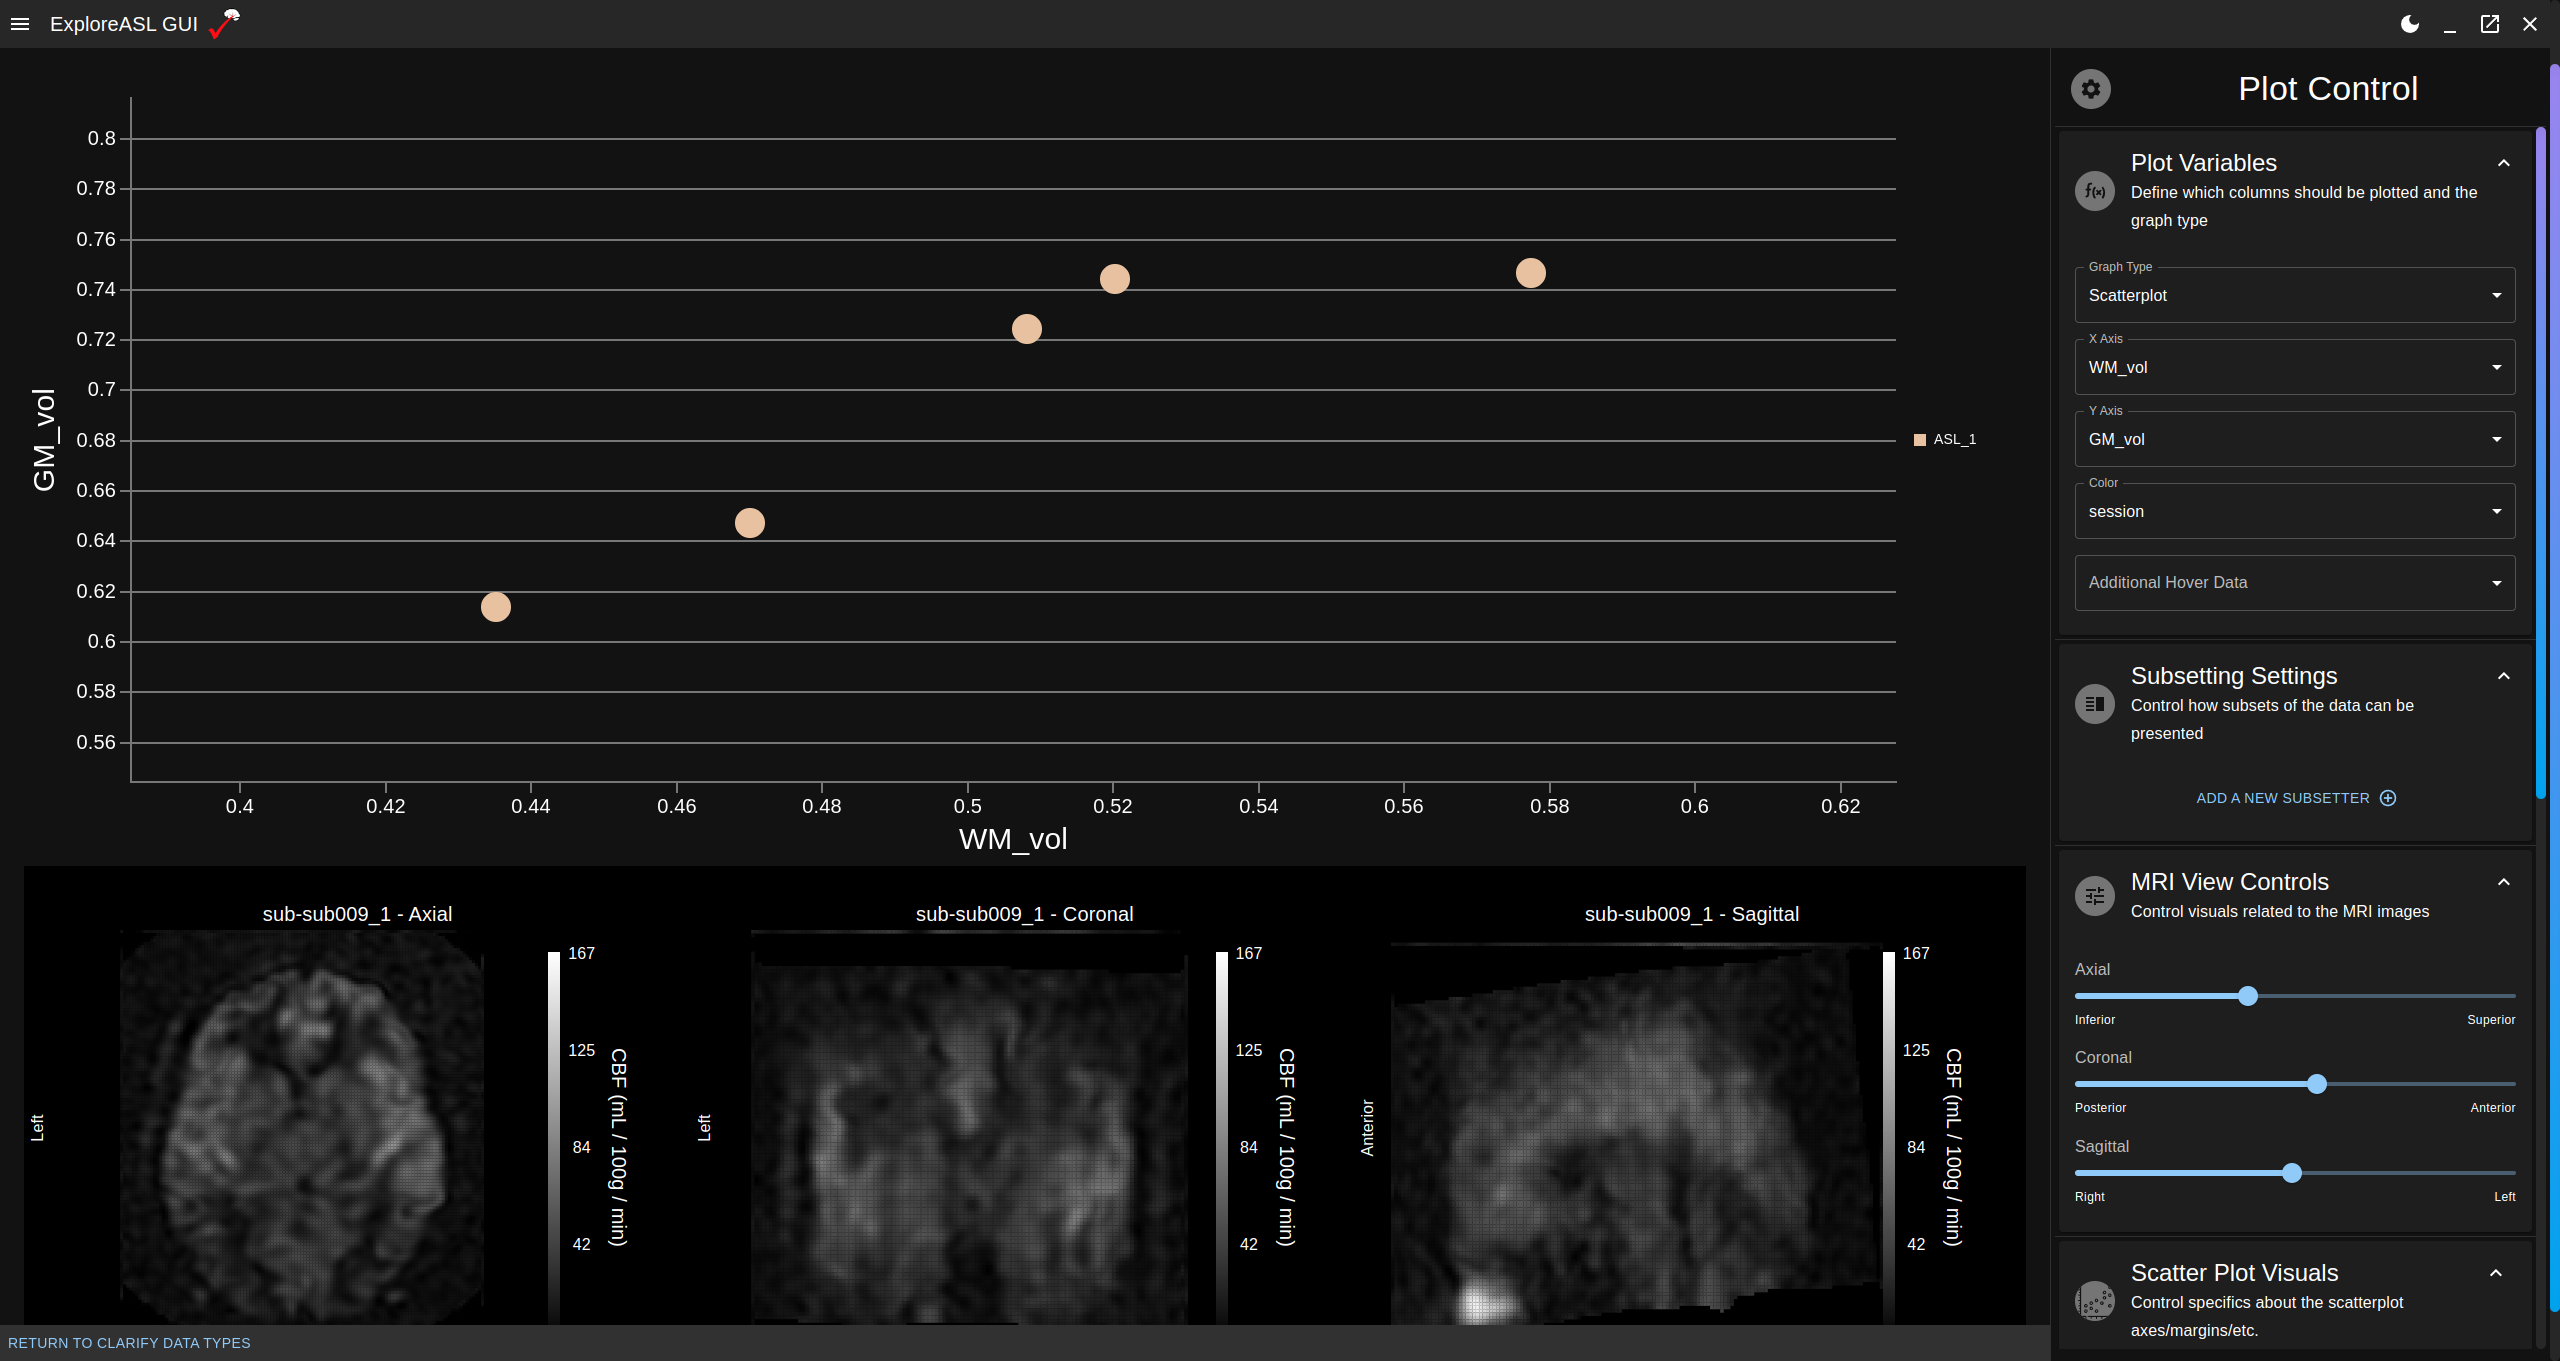 ExploreASL GUI
0.8
0.78
0.76
0.74
0.72
0.7
0.68
0.66
0.64
0.62
0.6
0.58
0.56
GM_vol
0.4 0.42 0.44 0.46 0.48 0.5 0.52 0.54 0.56 0.58 0.6 0.62
WM_vol
ASL_1
sub-sub009_1 - Axial
Left
167
125
84
42
CBF (mL / 100g / min)
sub-sub009_1 - Coronal
Left
167
125
84
42
CBF (mL / 100g / min)
sub-sub009_1 - Sagittal
Anterior
167
125
84
42
CBF (mL / 100g / min)
RETURN TO CLARIFY DATA TYPES
Plot Control
f(x)
Plot Variables
Define which columns should be plotted and the
graph type
Graph Type
Scatterplot
X Axis
WM_vol
Y Axis
GM_vol
Color
session
Additional Hover Data
Subsetting Settings
Control how subsets of the data can be
presented
ADD A NEW SUBSETTER
MRI View Controls
Control visuals related to the MRI images
Axial
Inferior Superior
Coronal
Posterior Anterior
Sagittal
Right Left
Scatter Plot Visuals
Control specifics about the scatterplot
axes/margins/etc.